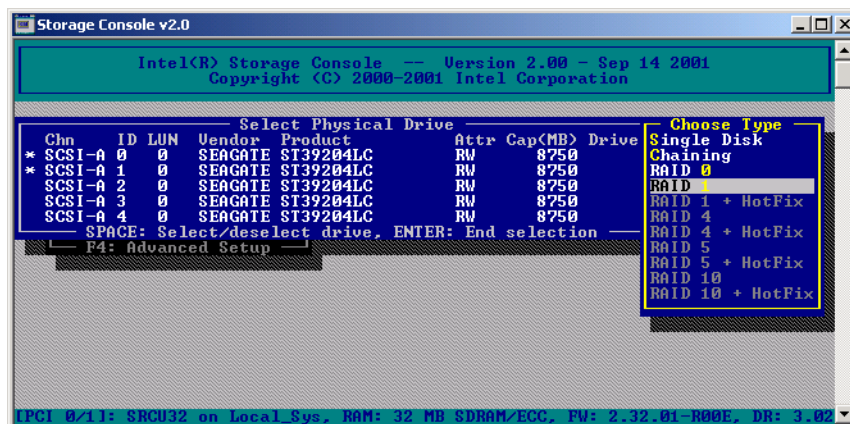 Storage Console v2.0
Intel(R) Storage Console -- Version 2.00 - Sep 14 2001
Copyright (C) 2000-2001 Intel Corporation
Select Physical Drive
Chn ID LUN Vendor Product Attr Cap(MB) Drive
* SCSI-A 0 0 SEAGATE ST39204LC RW 8750
* SCSI-A 1 0 SEAGATE ST39204LC RW 8750
SCSI-A 2 0 SEAGATE ST39204LC RW 8750
SCSI-A 3 0 SEAGATE ST39204LC RW 8750
SCSI-A 4 0 SEAGATE ST39204LC RW 8750
SPACE: Select/deselect drive, ENTER: End selection
F4: Advanced Setup
Choose Type
Single Disk
Chaining
RAID 0
RAID 1
RAID 1 + HotFix
RAID 4
RAID 4 + HotFix
RAID 5
RAID 5 + HotFix
RAID 10
RAID 10 + HotFix
[PCI 0/1]: SRCU32 on Local_Sys, RAM: 32 MB SDRAM/ECC, FW: 2.32.01-R00E, DR: 3.02